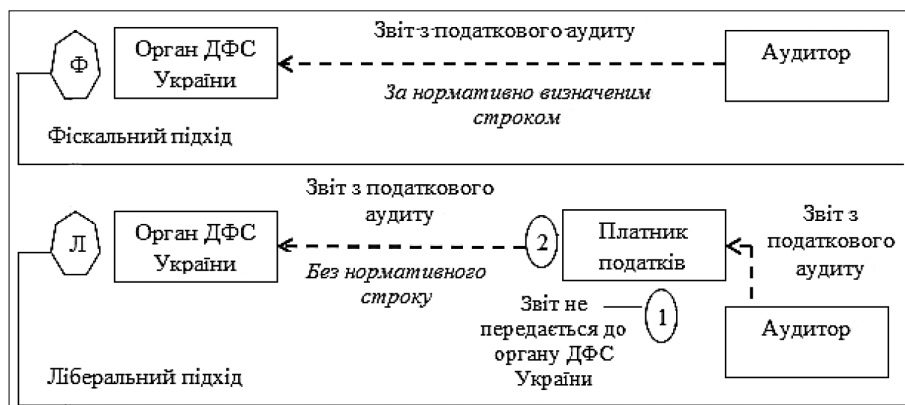 Звіт з податкового аудиту
Ф
Орган ДФС
України
Аудитор
За нормативно визначеним
строком
Фіскальний підхід
Звіт з податкового
аудиту
Л
Орган ДФС
України
Без нормативного
строку
2
Платник
податків
Звіт з
податкового
аудиту
Звіт не
передається до
органу ДФС
України
1
Аудитор
Ліберальний підхід